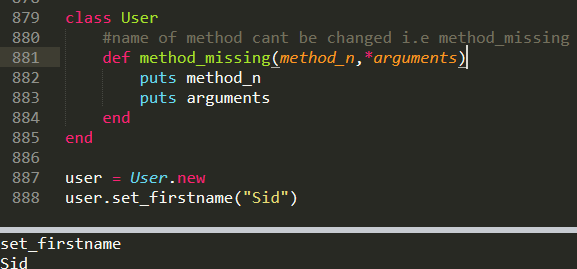 879 class User
880 #name of method cant be changed i.e method_missing
881 def method_missing(method_n,*arguments)
882 puts method_n
883 puts arguments
884 end
885 end
886
887 user = User.new
888 user.set_firstname("Sid")
set_firstname
Sid